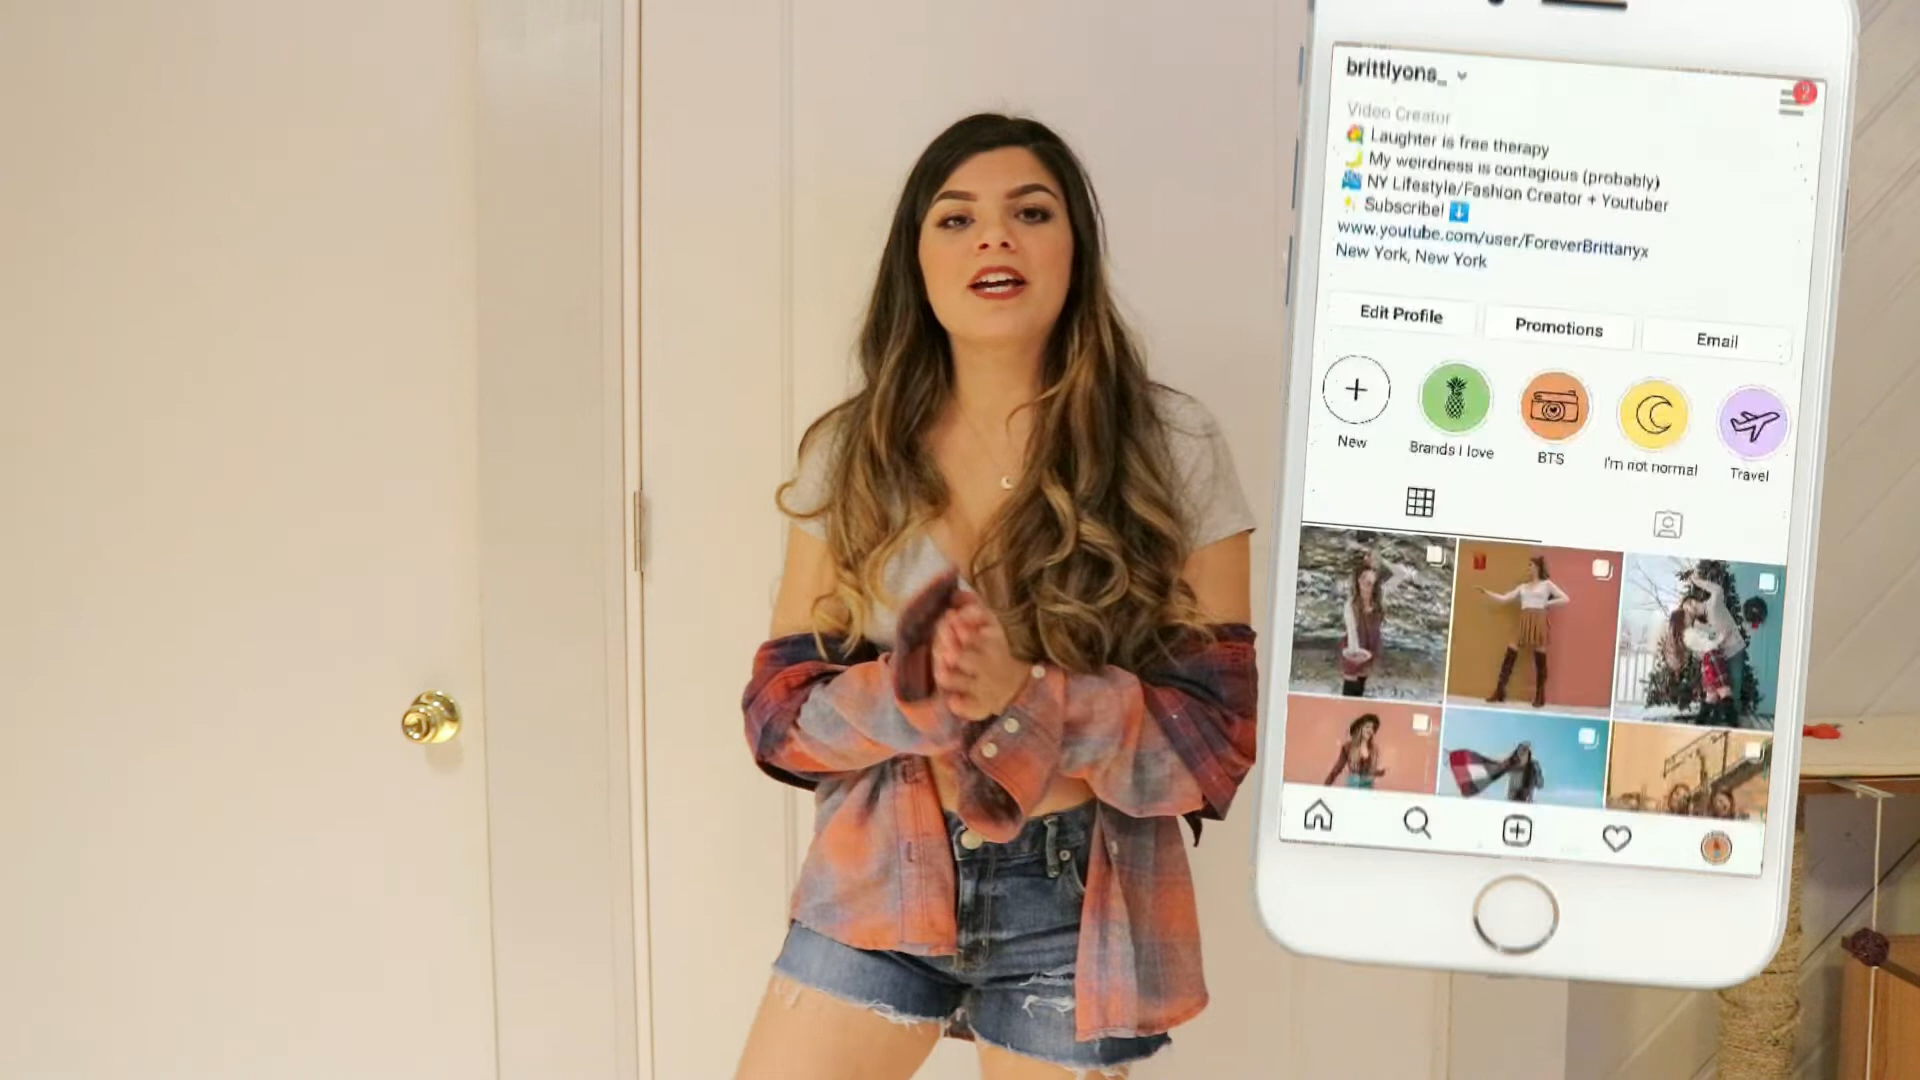 brittlyons_
2
Video Creator
Laughter is free therapy
My weirdness is contagious (probably)
NY Lifestyle/Fashion Creator + Youtuber
Subscribe!
www.youtube.com/user/ForeverBrittanyx
New York, New York
Edit Profile Promotions Email
New Brands I love BTS I'm not normal Travel